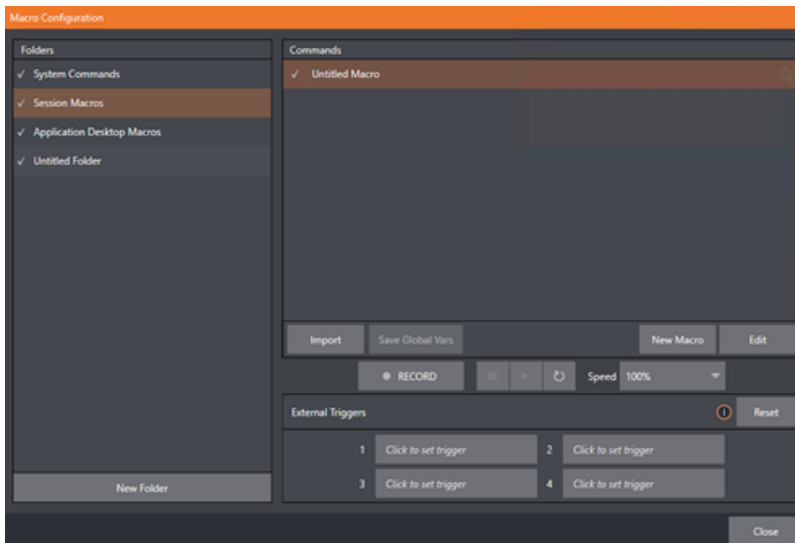 Macro Configuration
Folders
✓ System Commands
✓ Session Macros
✓ Application Desktop Macros
✓ Untitled Folder
New Folder
Commands
✓ Untitled Macro
Import Save Global Vars New Macro Edit
RECORD Speed 100%
External Triggers Reset
1 Click to set trigger 2 Click to set trigger
3 Click to set trigger 4 Click to set trigger
Close